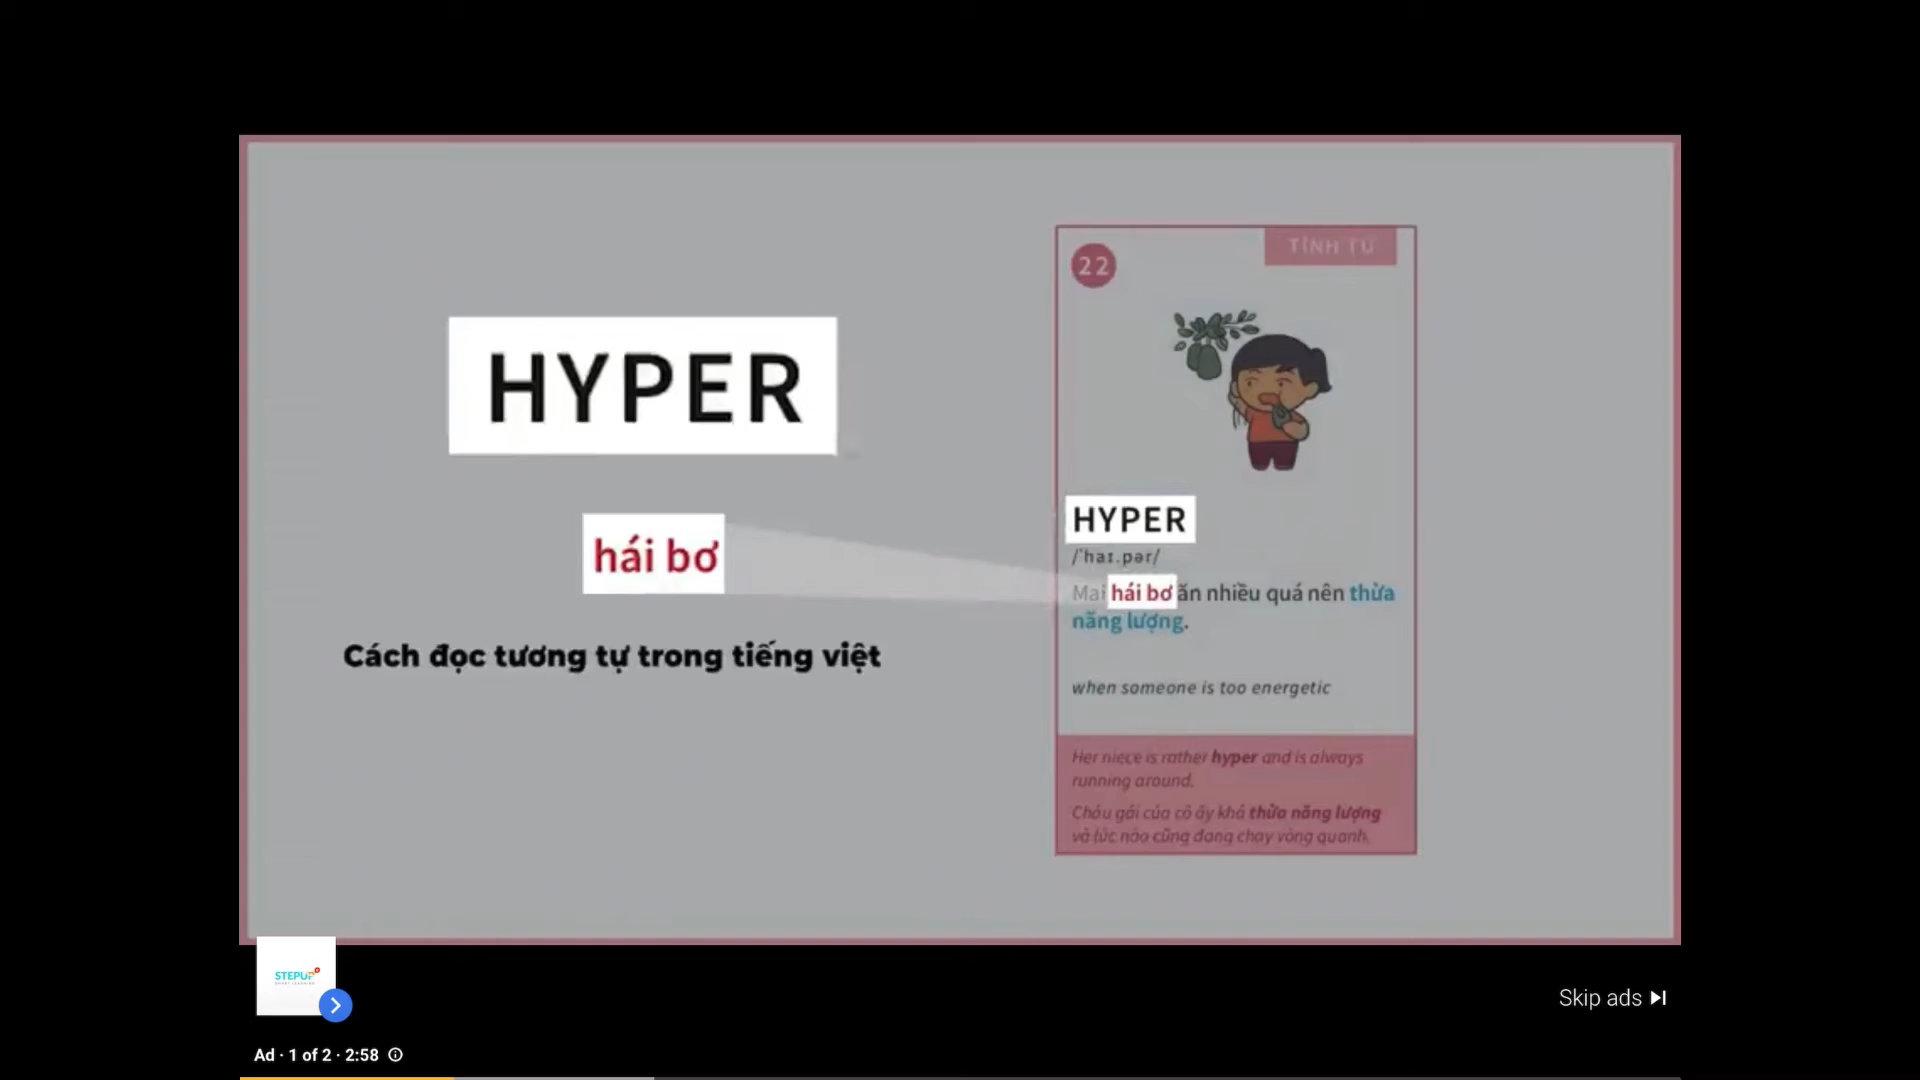 TÍNH TỪ
22
HYPER
HYPER
/ˈhaɪ.pər/
hái bơ
Mai hái bơ ăn nhiều quá nên thừa
năng lượng.
Cách đọc tương tự trong tiếng việt
when someone is too energetic
Her niece is rather hyper and is always
running around.
Cháu gái của cô ấy khá thừa năng lượng
và lúc nào cũng đang chạy vòng quanh.
STEPUP
Skip ads
Ad · 1 of 2 · 2:58